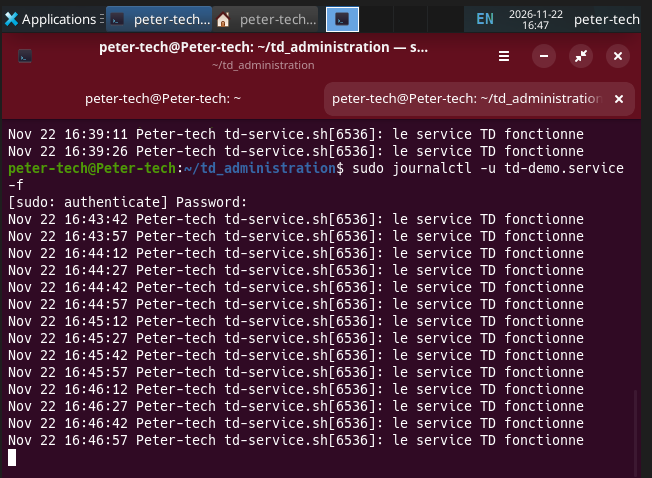 Applications
peter-tech...
peter-tech...
EN
2026-11-22
16:47
peter-tech
peter-tech@Peter-tech: ~/td_administration — s...
~/td_administration
peter-tech@Peter-tech: ~
peter-tech@Peter-tech: ~/td_administration
Nov 22 16:39:11 Peter-tech td-service.sh[6536]: le service TD fonctionne
Nov 22 16:39:26 Peter-tech td-service.sh[6536]: le service TD fonctionne
peter-tech@Peter-tech:~/td_administration$ sudo journalctl -u td-demo.service
-f
[sudo: authenticate] Password:
Nov 22 16:43:42 Peter-tech td-service.sh[6536]: le service TD fonctionne
Nov 22 16:43:57 Peter-tech td-service.sh[6536]: le service TD fonctionne
Nov 22 16:44:12 Peter-tech td-service.sh[6536]: le service TD fonctionne
Nov 22 16:44:27 Peter-tech td-service.sh[6536]: le service TD fonctionne
Nov 22 16:44:42 Peter-tech td-service.sh[6536]: le service TD fonctionne
Nov 22 16:44:57 Peter-tech td-service.sh[6536]: le service TD fonctionne
Nov 22 16:45:12 Peter-tech td-service.sh[6536]: le service TD fonctionne
Nov 22 16:45:27 Peter-tech td-service.sh[6536]: le service TD fonctionne
Nov 22 16:45:42 Peter-tech td-service.sh[6536]: le service TD fonctionne
Nov 22 16:45:57 Peter-tech td-service.sh[6536]: le service TD fonctionne
Nov 22 16:46:12 Peter-tech td-service.sh[6536]: le service TD fonctionne
Nov 22 16:46:27 Peter-tech td-service.sh[6536]: le service TD fonctionne
Nov 22 16:46:42 Peter-tech td-service.sh[6536]: le service TD fonctionne
Nov 22 16:46:57 Peter-tech td-service.sh[6536]: le service TD fonctionne